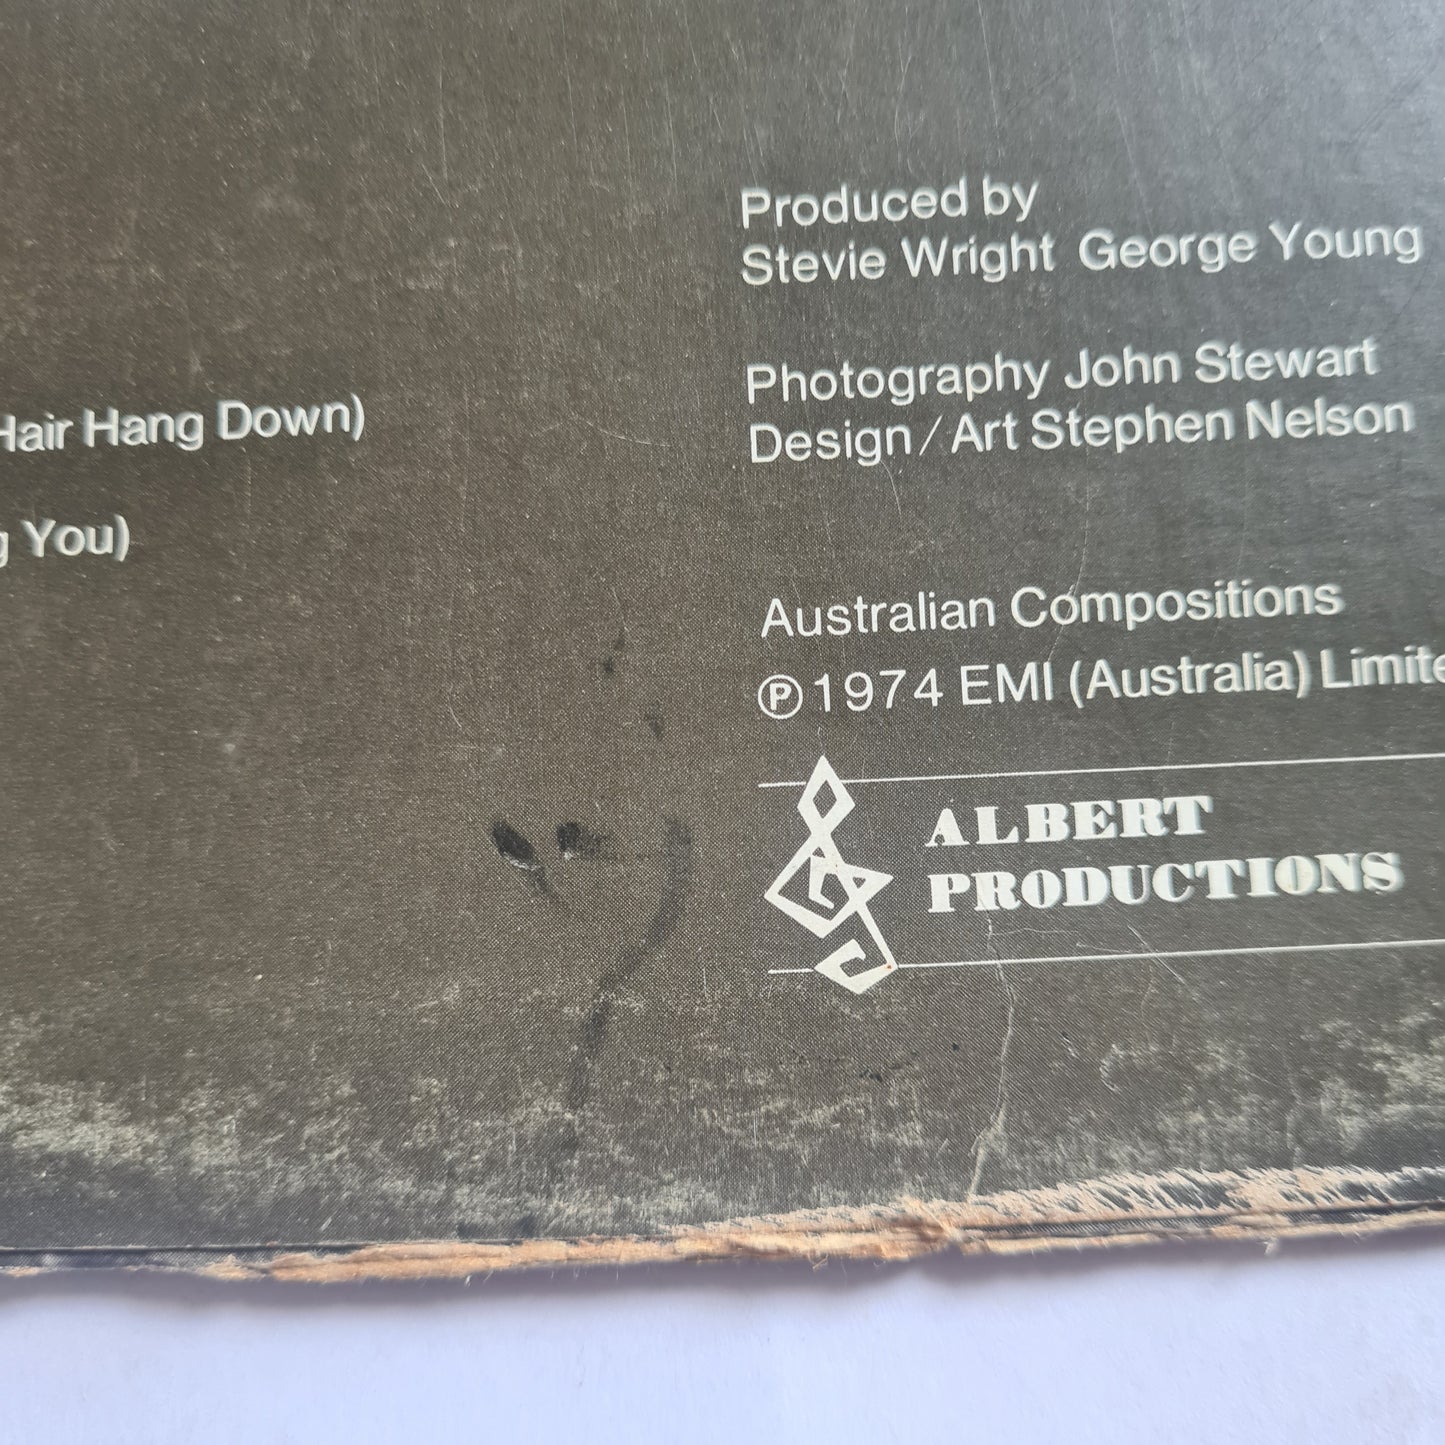 Produced by
Stevie Wright George Young
Photography John Stewart
Design/Art Stephen Nelson
Hair Hang Down)
You)
Australian Compositions
Ⓟ1974 EMI (Australia) Limite
ALBERT
PRODUCTIONS